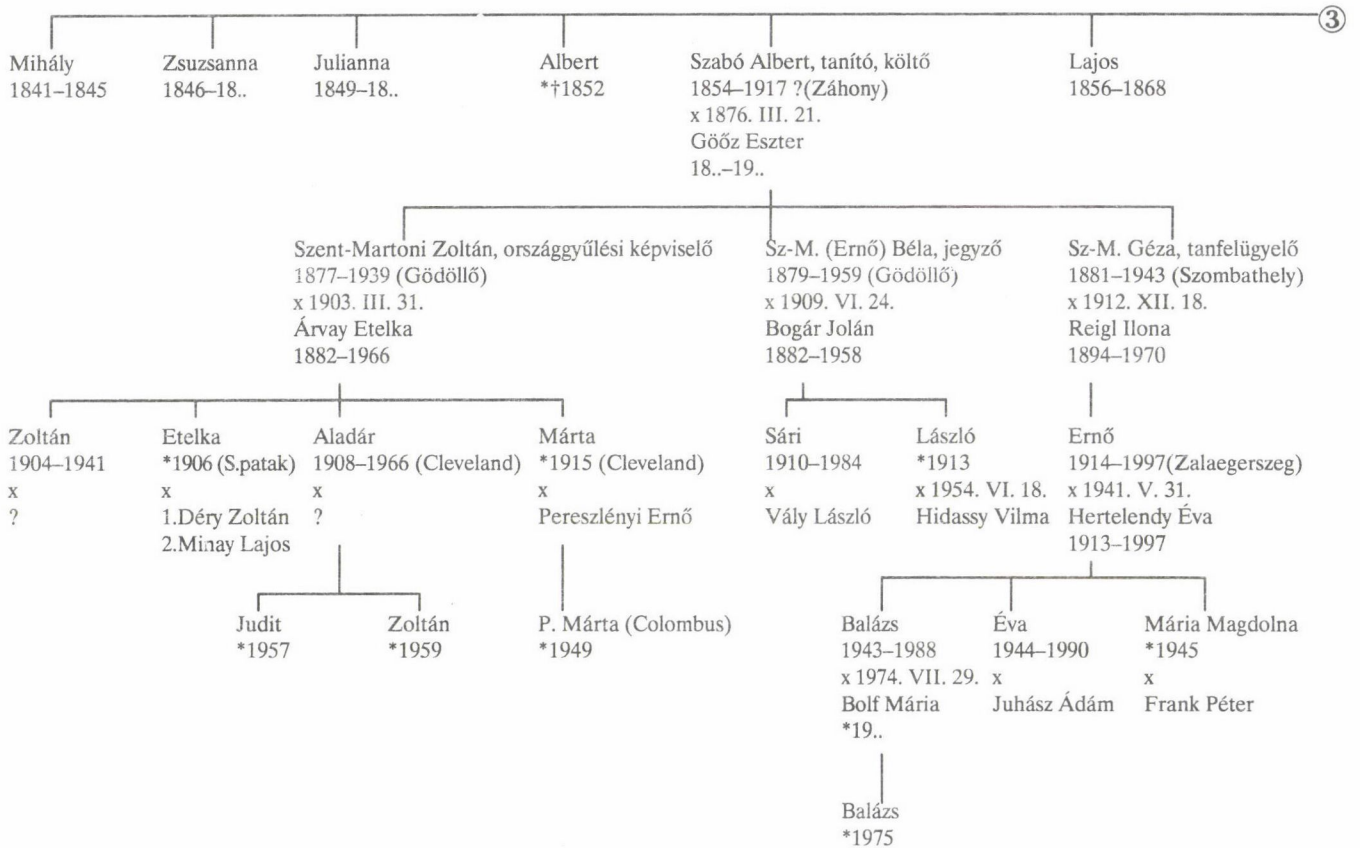 ③
Mihály
1841–1845
Zsuzsanna
1846–18..
Julianna
1849–18..
Albert
*†1852
Szabó Albert, tanító, költő
1854–1917 ?(Záhony)
x 1876. III. 21.
Göőz Eszter
18..–19..
Lajos
1856–1868
Szent-Martoni Zoltán, országgyűlési képviselő
1877–1939 (Gödöllő)
x 1903. III. 31.
Árvay Etelka
1882–1966
Sz-M. (Ernő) Béla, jegyző
1879–1959 (Gödöllő)
x 1909. VI. 24.
Bogár Jolán
1882–1958
Sz-M. Géza, tanfelügyelő
1881–1943 (Szombathely)
x 1912. XII. 18.
Reigl Ilona
1894–1970
Zoltán
1904–1941
x
?
Etelka
*1906 (S.patak)
x
1.Déry Zoltán
2.Minay Lajos
Aladár
1908–1966 (Cleveland)
x
?
Márta
*1915 (Cleveland)
x
Pereszlényi Ernő
Sári
1910–1984
x
Vály László
László
*1913
x 1954. VI. 18.
Hidassy Vilma
Ernő
1914–1997(Zalaegerszeg)
x 1941. V. 31.
Hertelendy Éva
1913–1997
Judit
*1957
Zoltán
*1959
P. Márta (Colombus)
*1949
Balázs
1943–1988
x 1974. VII. 29.
Bolf Mária
*19..
Éva
1944–1990
x
Juhász Ádám
Mária Magdolna
*1945
x
Frank Péter
Balázs
*1975